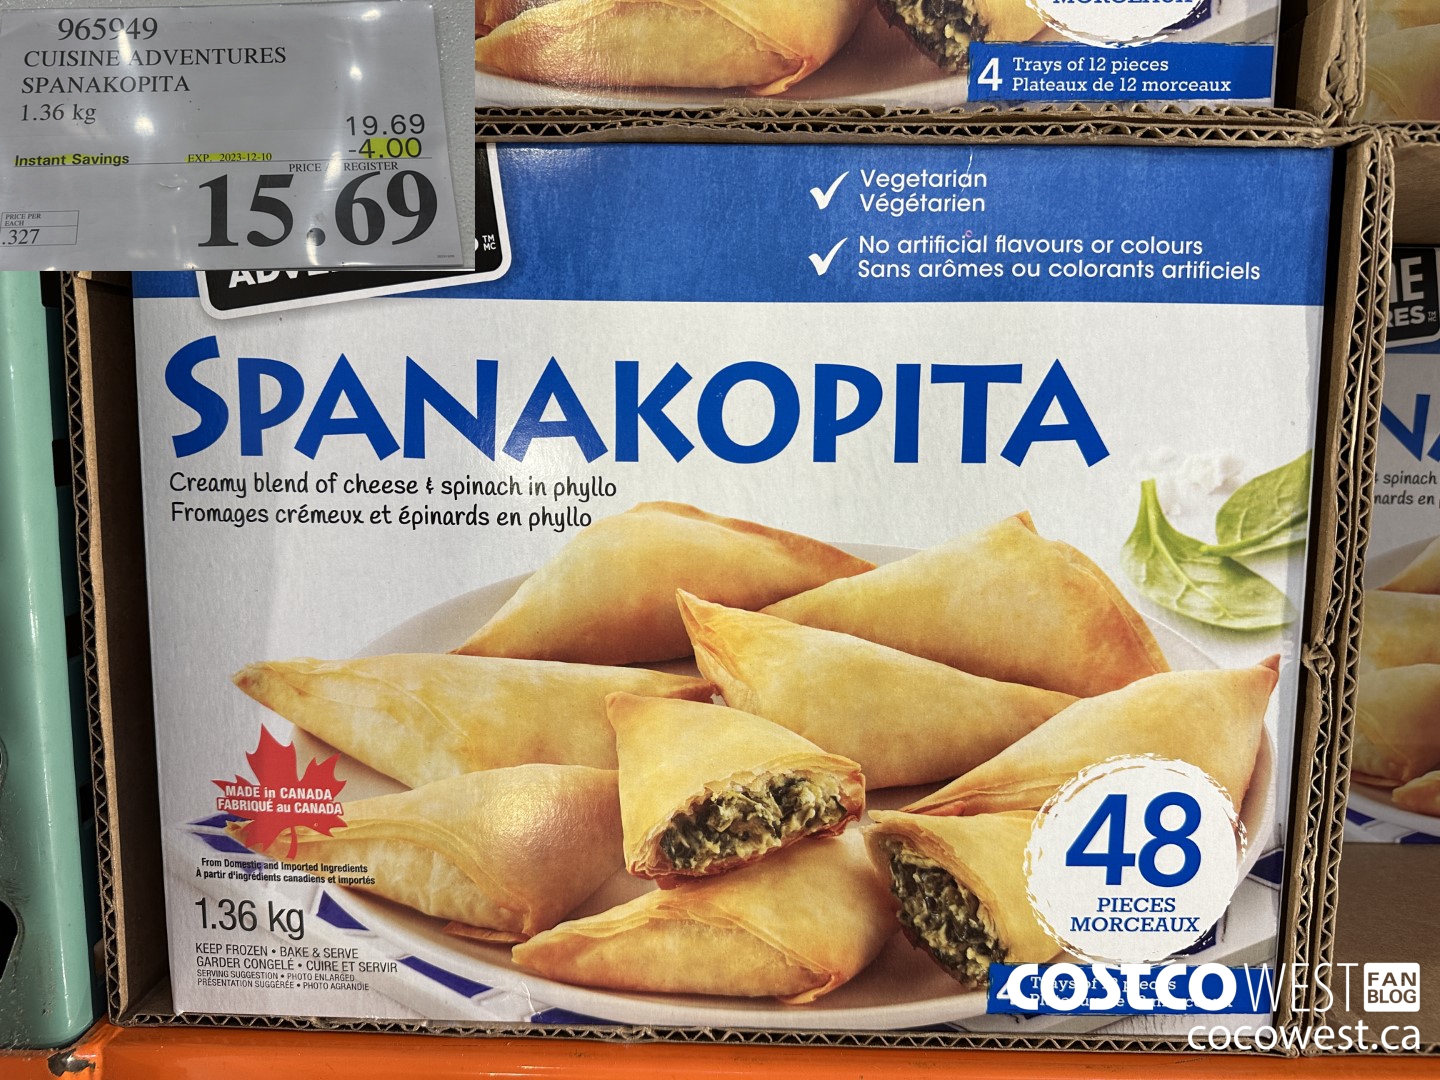 965949
CUISINE ADVENTURES
SPANAKOPITA
1.36 kg
19.69
Instant Savings EXP. 2023-12-10 -4.00
PRICE REGISTER
15.69
PRICE PER
EACH
.327
MORCEAUX
4 Trays of 12 pieces
Plateaux de 12 morceaux
TM
MC
Vegetarian
Végétarien
No artificial flavours or colours
Sans arômes ou colorants artificiels
SPANAKOPITA
Creamy blend of cheese & spinach in phyllo
Fromages crémeux et épinards en phyllo
MADE in CANADA
FABRIQUÉ au CANADA
From Domestic and Imported Ingredients
À partir d'ingrédients canadiens et importés
1.36 kg
KEEP FROZEN • BAKE & SERVE
GARDER CONGELÉ • CUIRE ET SERVIR
SERVING SUGGESTION • PHOTO ENLARGED
PRÉSENTATION SUGGÉRÉE • PHOTO AGRANDIE
48
PIECES
MORCEAUX
4
spinach
COSTCO WEST FAN
BLOG
cocowest.ca